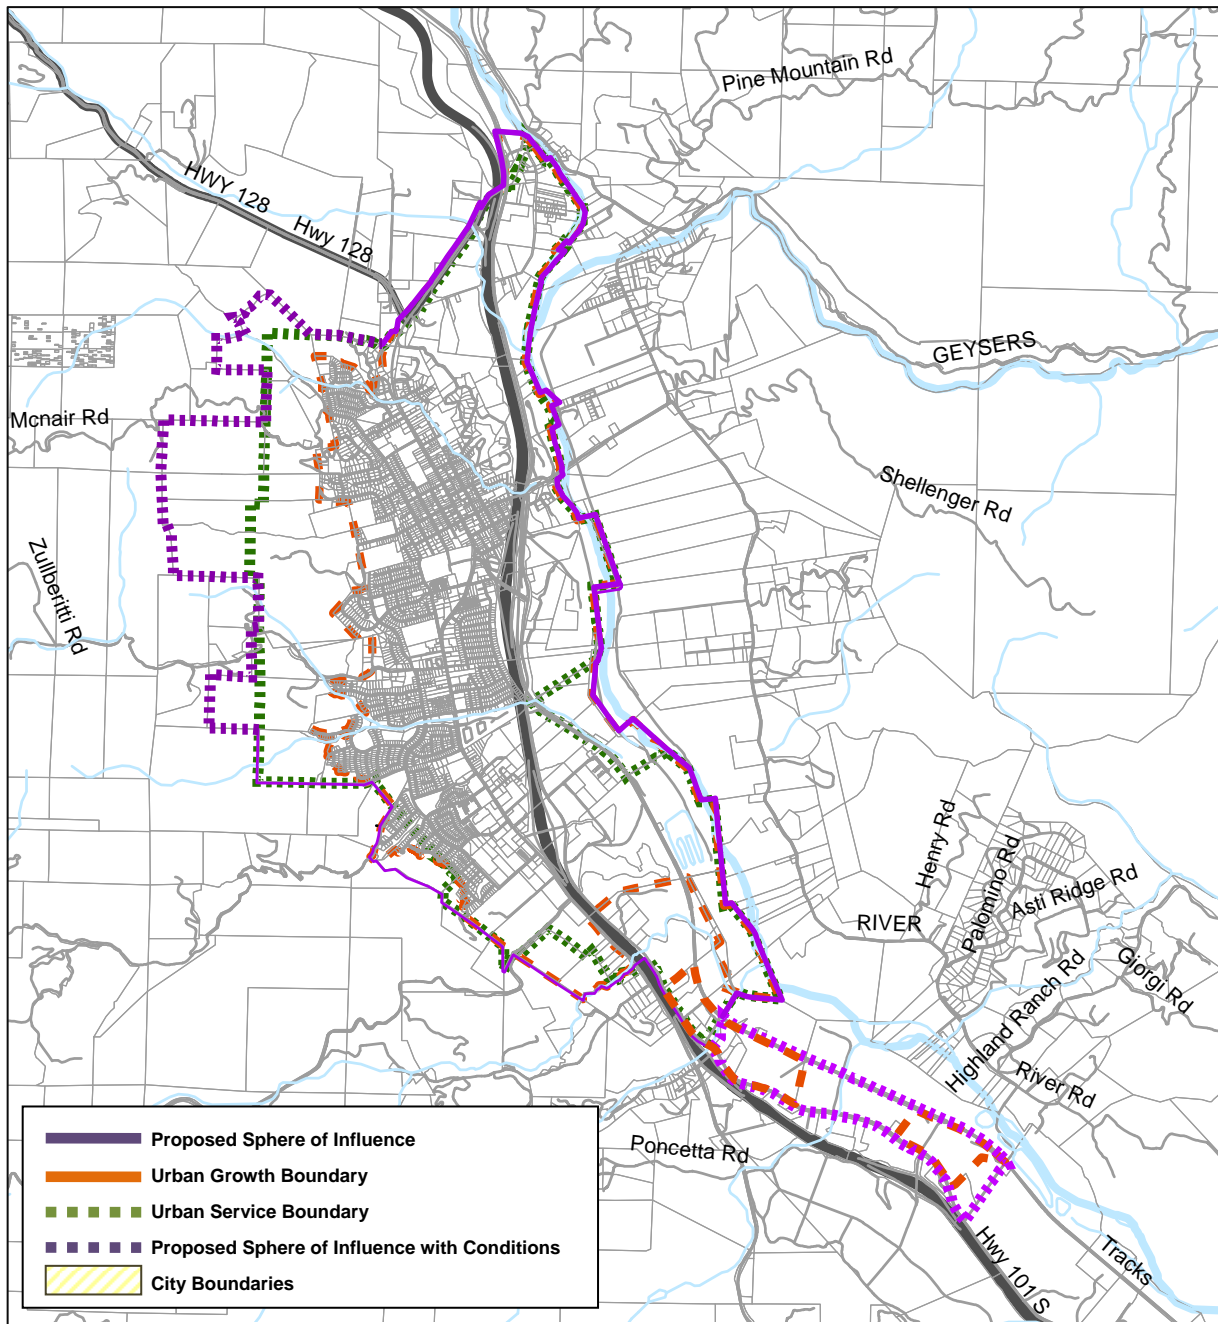 Pine Mountain Rd
HWY 128
Hwy 128
GEYSERS
Mcnair Rd
Shellenger Rd
Zullberitti Rd
Henry Rd
Palomino Rd
Asti Ridge Rd
RIVER
Giorgi Rd
Highland Ranch Rd
River Rd
Poncetta Rd
Hwy 101 S
Tracks
Proposed Sphere of Influence
Urban Growth Boundary
Urban Service Boundary
Proposed Sphere of Influence with Conditions
City Boundaries